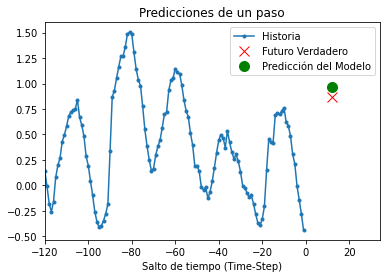 Predicciones de un paso
Historia
Futuro Verdadero
Predicción del Modelo
1.50
1.25
1.00
0.75
0.50
0.25
0.00
−0.25
−0.50
−120 −100 −80 −60 −40 −20 0 20
Salto de tiempo (Time-Step)